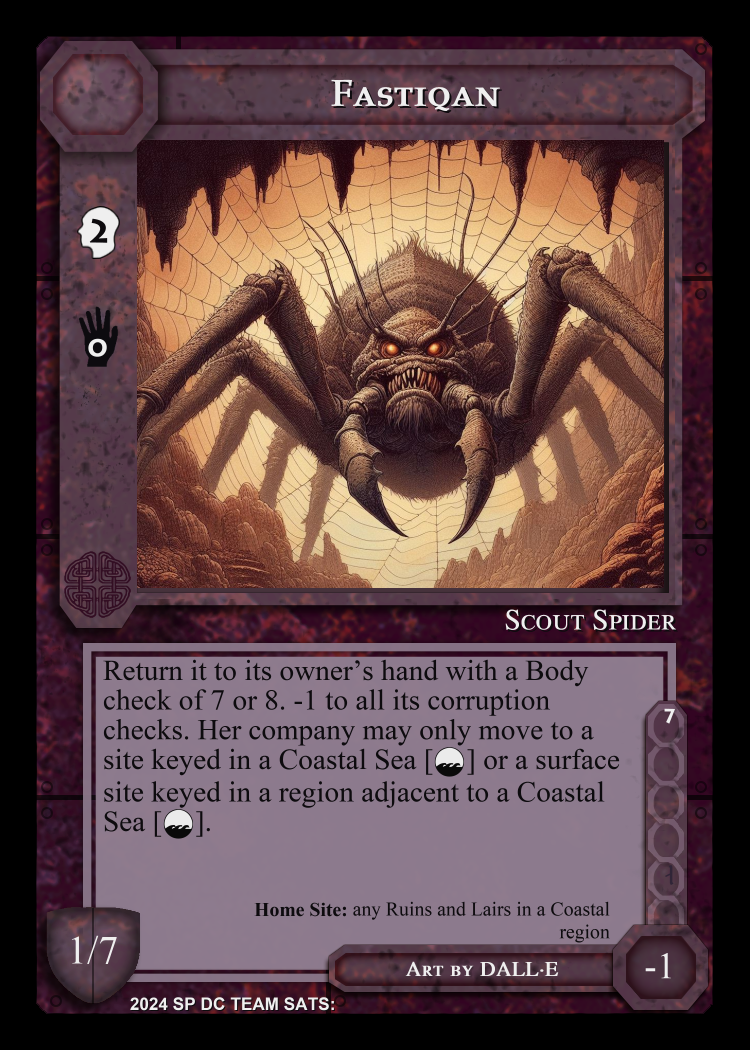 Fastiqan
2
0
Scout Spider
Return it to its owner's hand with a Body
check of 7 or 8. -1 to all its corruption
checks. Her company may only move to a
site keyed in a Coastal Sea [ ] or a surface
site keyed in a region adjacent to a Coastal
Sea [ ].
7
Home Site: any Ruins and Lairs in a Coastal
region
1/7
Art by DALL·E
-1
2024 SP DC TEAM SATS: